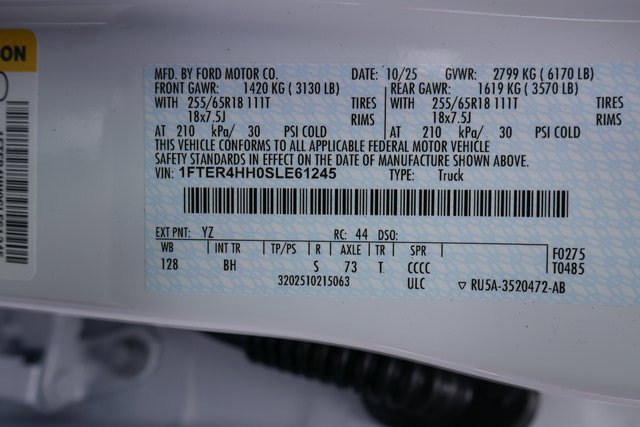 ON
MFD. BY FORD MOTOR CO. DATE: 10/25 GVWR: 2799 KG ( 6170 LB)
FRONT GAWR: 1420 KG ( 3130 LB) REAR GAWR: 1619 KG ( 3570 LB)
WITH 255/65R18 111T TIRES WITH 255/65R18 111T TIRES
18x7.5J RIMS 18x7.5J RIMS
AT 210 kPa/ 30 PSI COLD AT 210 kPa/ 30 PSI COLD
THIS VEHICLE CONFORMS TO ALL APPLICABLE FEDERAL MOTOR VEHICLE
SAFETY STANDARDS IN EFFECT ON THE DATE OF MANUFACTURE SHOWN ABOVE.
VIN: 1FTER4HH0SLE61245 TYPE: Truck
EXT PNT: YZ RC: 44 DSO:
WB INT TR TP/PS R AXLE TR SPR F0275
128 BH S 73 T CCCC T0485
3202510215063 ULC ▽ RU5A-3520472-AB